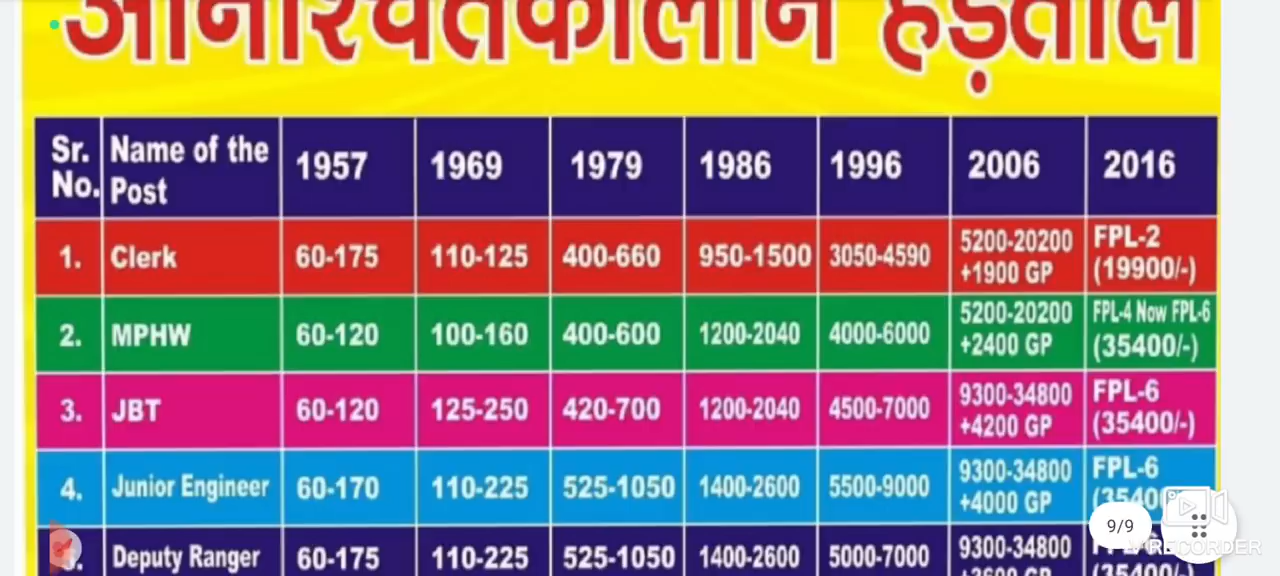 अनिश्चितकालीन हड़ताल
Sr. No. Name of the Post 1957 1969 1979 1986 1996 2006 2016
1. Clerk 60-175 110-125 400-660 950-1500 3050-4590 5200-20200 +1900 GP FPL-2 (19900/-)
2. MPHW 60-120 100-160 400-600 1200-2040 4000-6000 5200-20200 +2400 GP FPL-4 Now FPL-6 (35400/-)
3. JBT 60-120 125-250 420-700 1200-2040 4500-7000 9300-34800 +4200 GP FPL-6 (35400/-)
4. Junior Engineer 60-170 110-225 525-1050 1400-2600 5500-9000 9300-34800 +4000 GP FPL-6
Deputy Ranger 60-175 110-225 525-1050 1400-2600 5000-7000 9300-34800
9/9
RECORDER